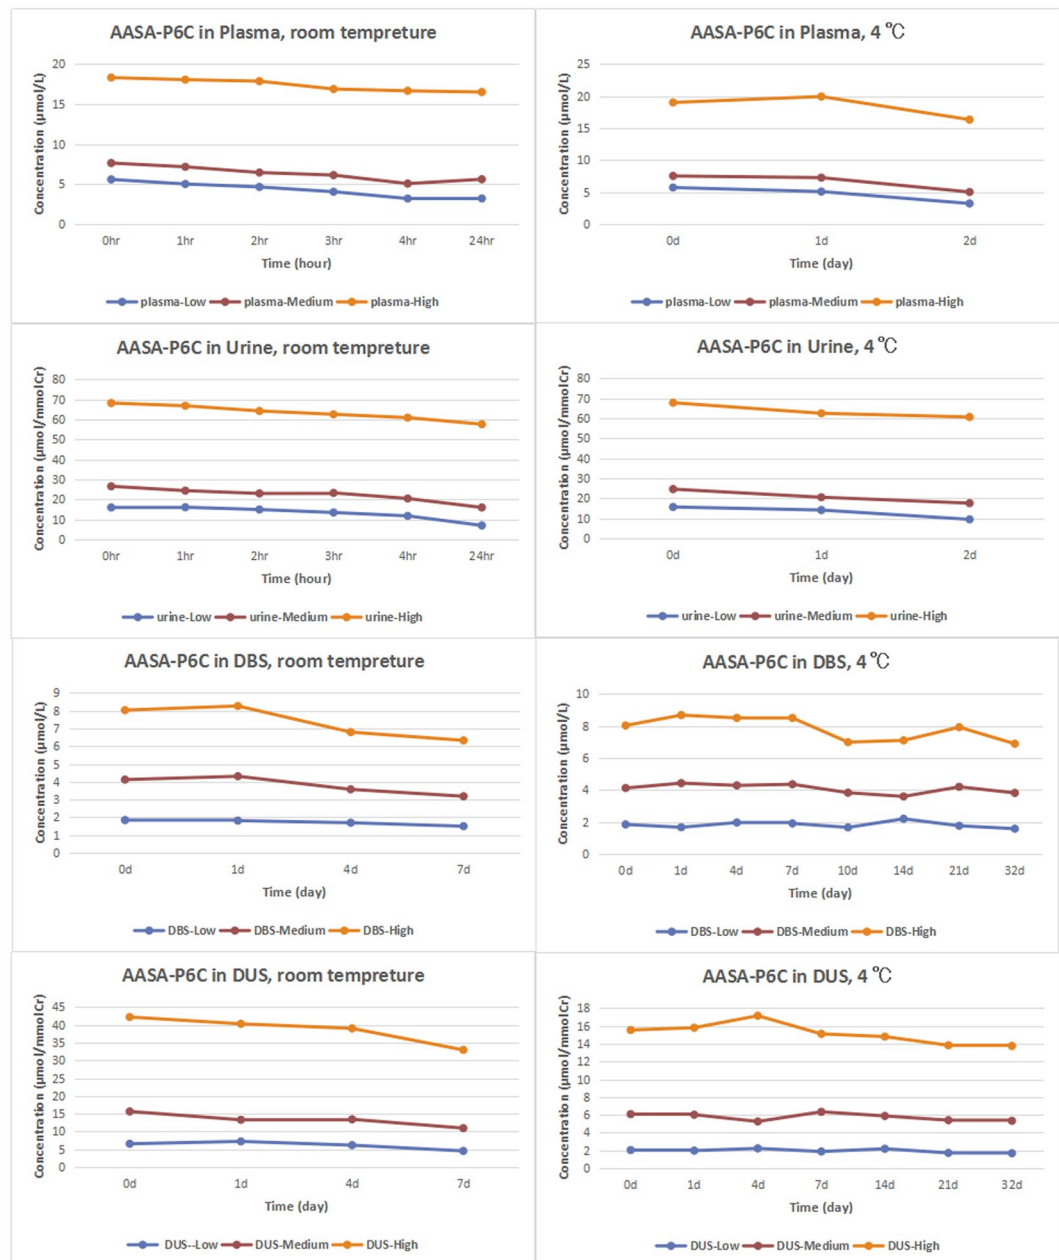 AASA-P6C in Plasma, room tempreture
Concentration (μmol/L)
20
15
10
5
0
0hr 1hr 2hr 3hr 4hr 24hr
Time (hour)
plasma-Low plasma-Medium plasma-High
AASA-P6C in Plasma, 4 ℃
Concentration (μmol/L)
25
20
15
10
5
0
0d 1d 2d
Time (day)
plasma-Low plasma-Medium plasma-High
AASA-P6C in Urine, room tempreture
Concentration (μmol/mmolCr)
80
70
60
50
40
30
20
10
0
0hr 1hr 2hr 3hr 4hr 24hr
Time (hour)
urine-Low urine-Medium urine-High
AASA-P6C in Urine, 4 ℃
Concentration (μmol/mmolCr)
80
70
60
50
40
30
20
10
0
0d 1d 2d
Time (day)
urine-Low urine-Medium urine-High
AASA-P6C in DBS, room tempreture
Concentration (μmol/L)
9
8
7
6
5
4
3
2
1
0
0d 1d 4d 7d
Time (day)
DBS-Low DBS-Medium DBS-High
AASA-P6C in DBS, 4 ℃
Concentration (μmol/L)
10
8
6
4
2
0
0d 1d 4d 7d 10d 14d 21d 32d
Time (day)
DBS-Low DBS-Medium DBS-High
AASA-P6C in DUS, room tempreture
Concentration (μmol/mmolCr)
45
40
35
30
25
20
15
10
5
0
0d 1d 4d 7d
Time (day)
DUS--Low DUS-Medium DUS-High
AASA-P6C in DUS, 4 ℃
Concentration (μmol/mmolCr)
18
16
14
12
10
8
6
4
2
0
0d 1d 4d 7d 14d 21d 32d
Time (day)
DUS-Low DUS-Medium DUS-High